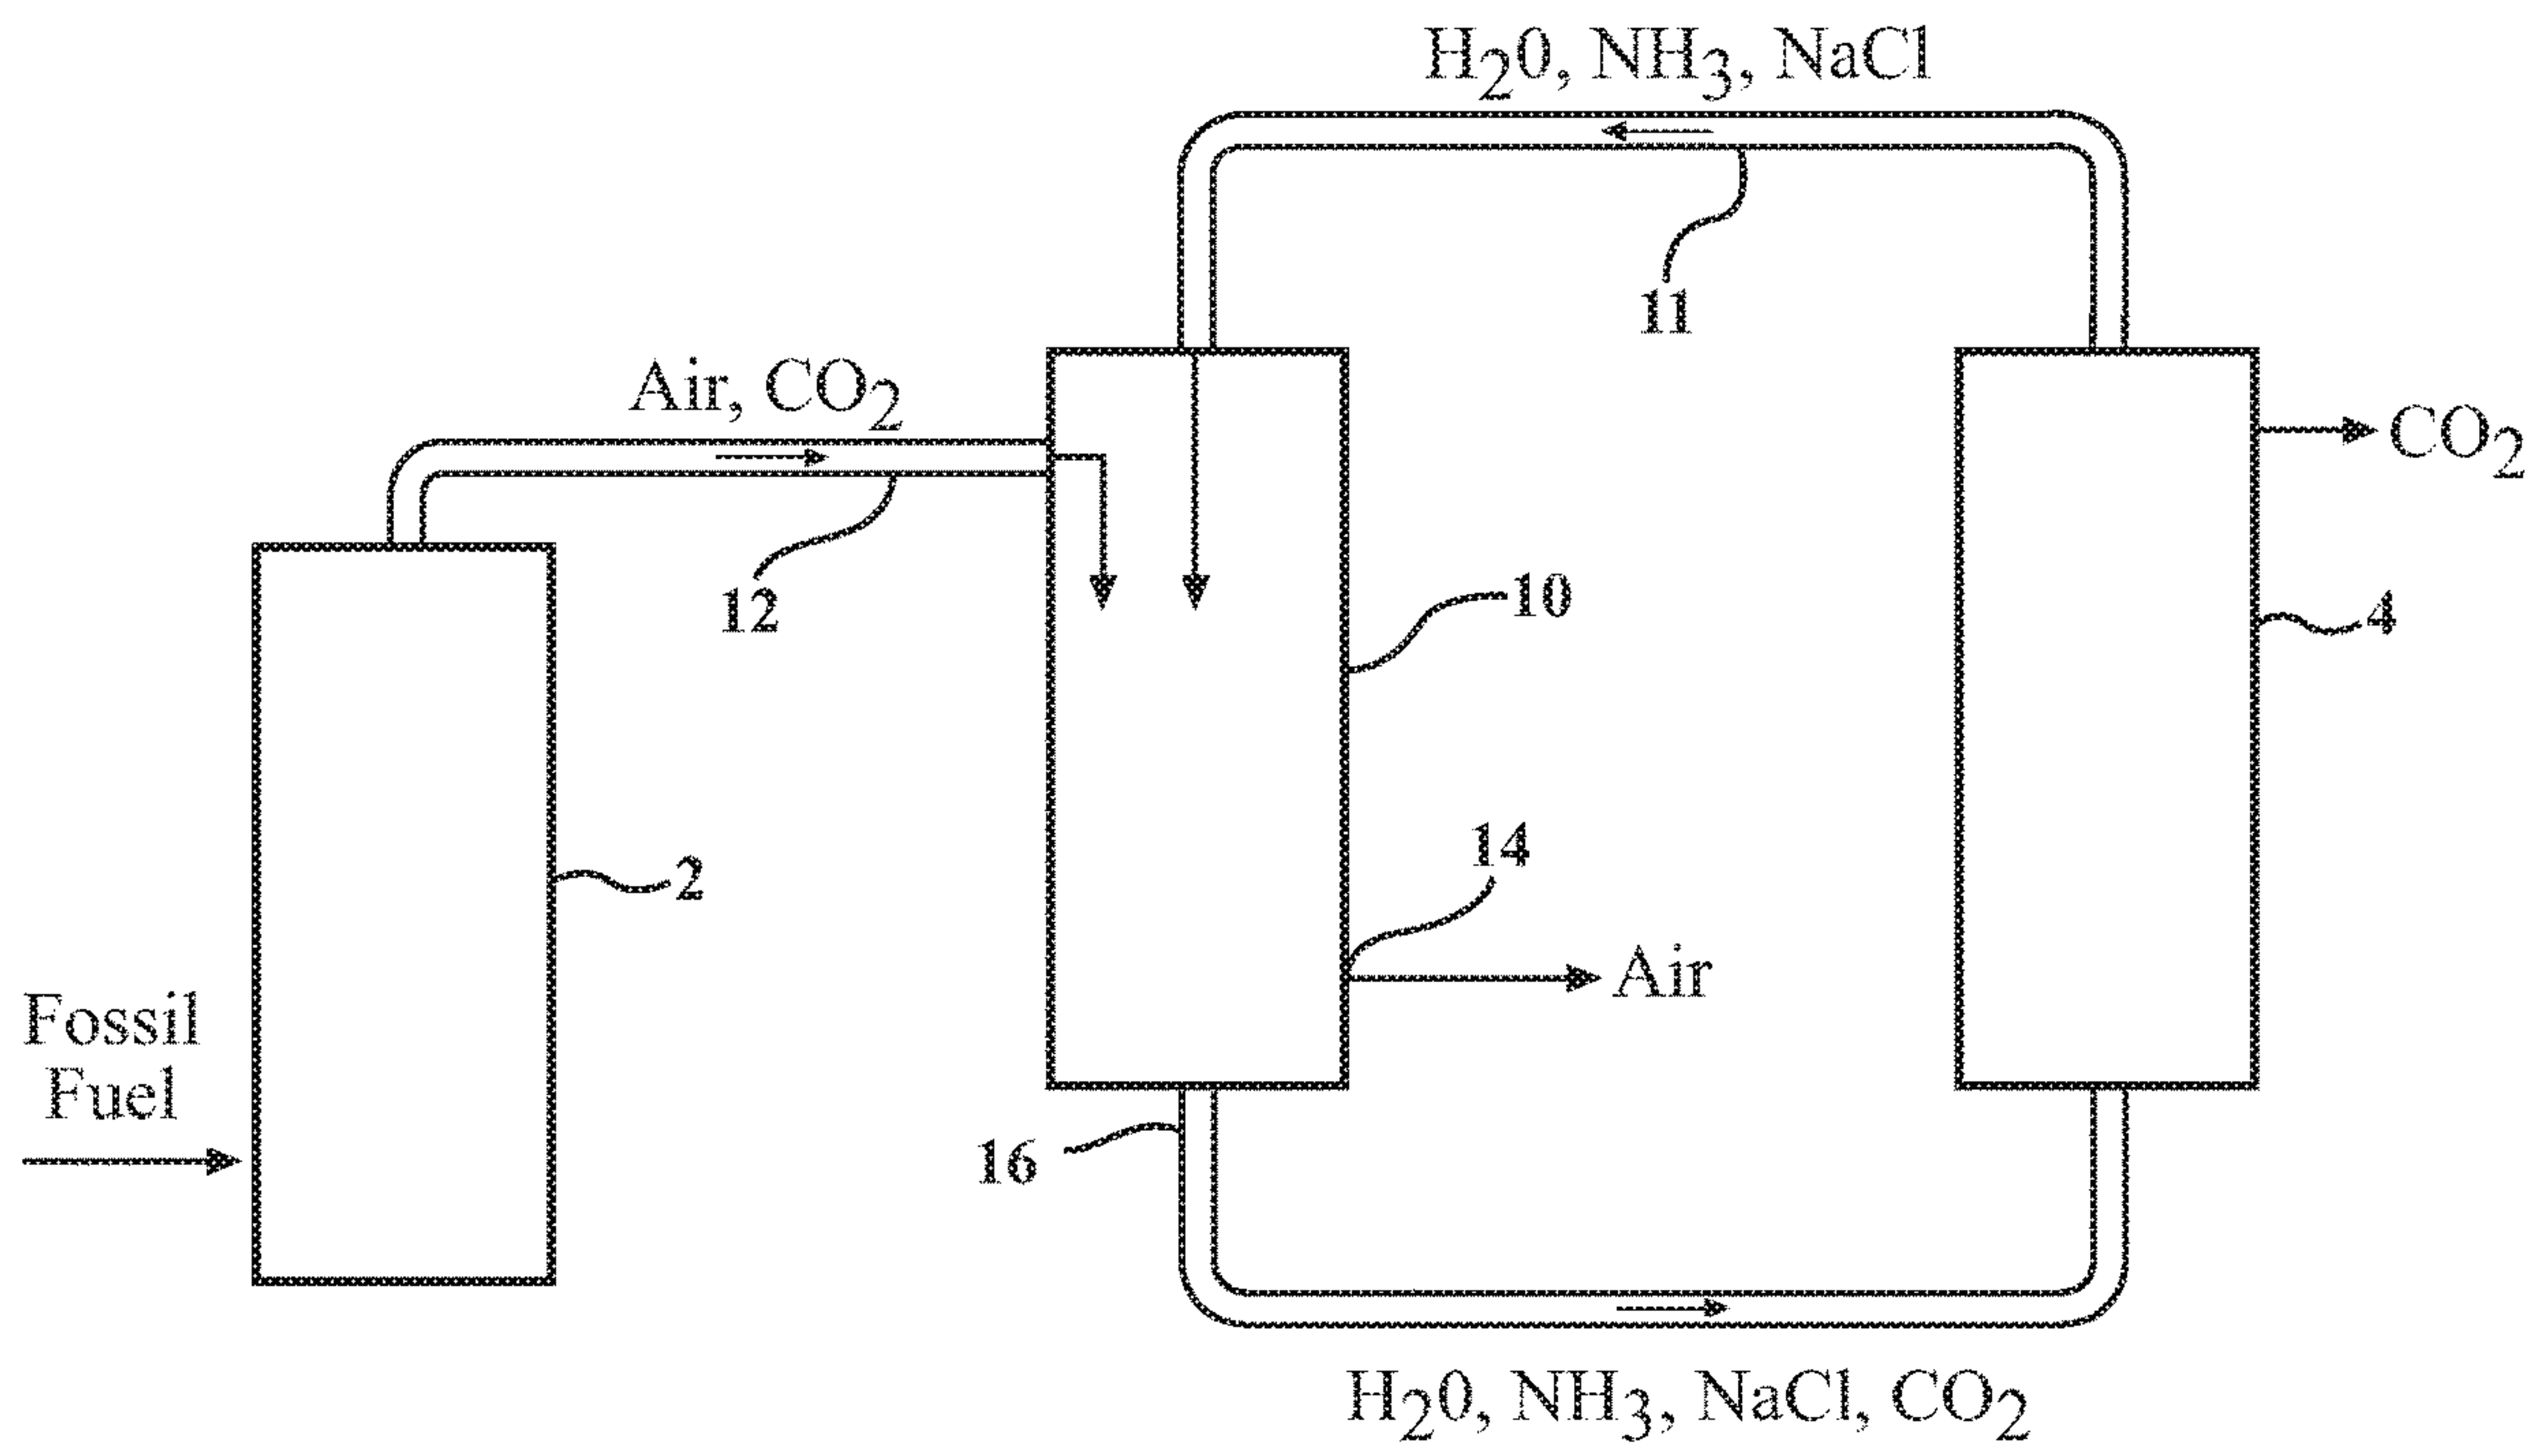 H20, NH3, NaCl
11
Air, CO2
CO2
12
10
4
14
2
Air
Fossil
Fuel
16
H20, NH3, NaCl, CO2